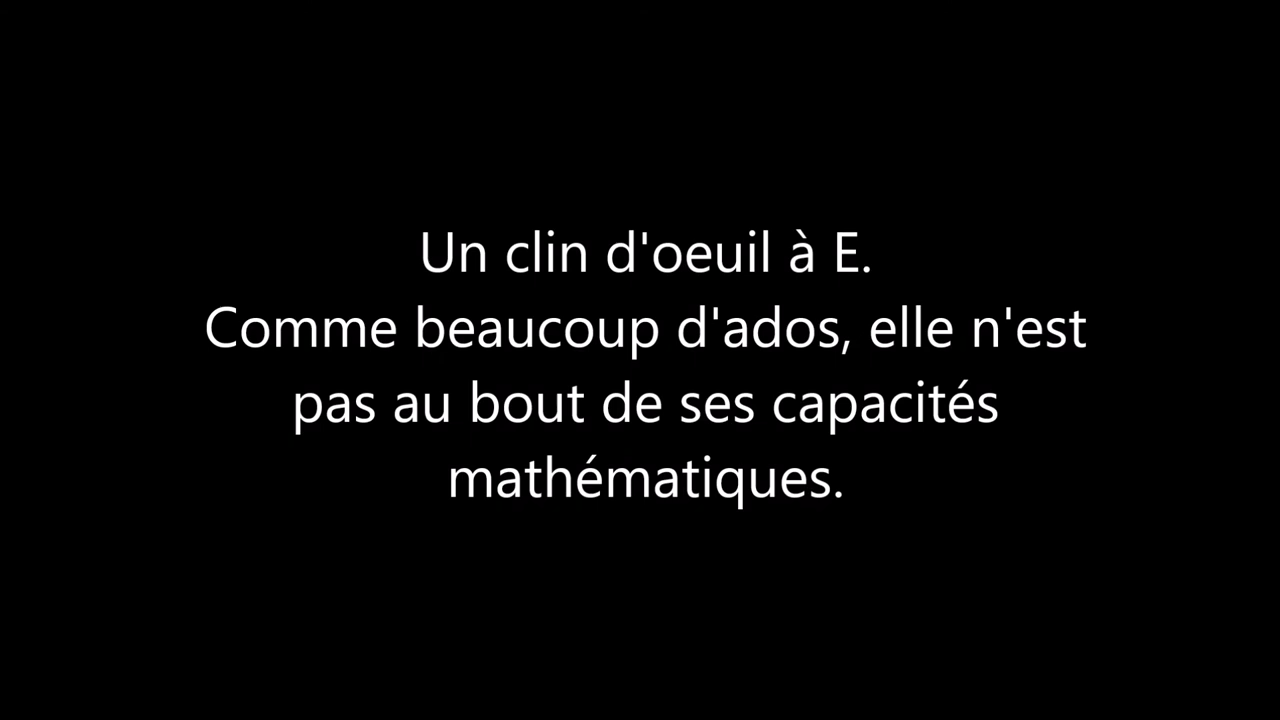 Un clin d'oeuil à E.
Comme beaucoup d'ados, elle n'est
pas au bout de ses capacités
mathématiques.